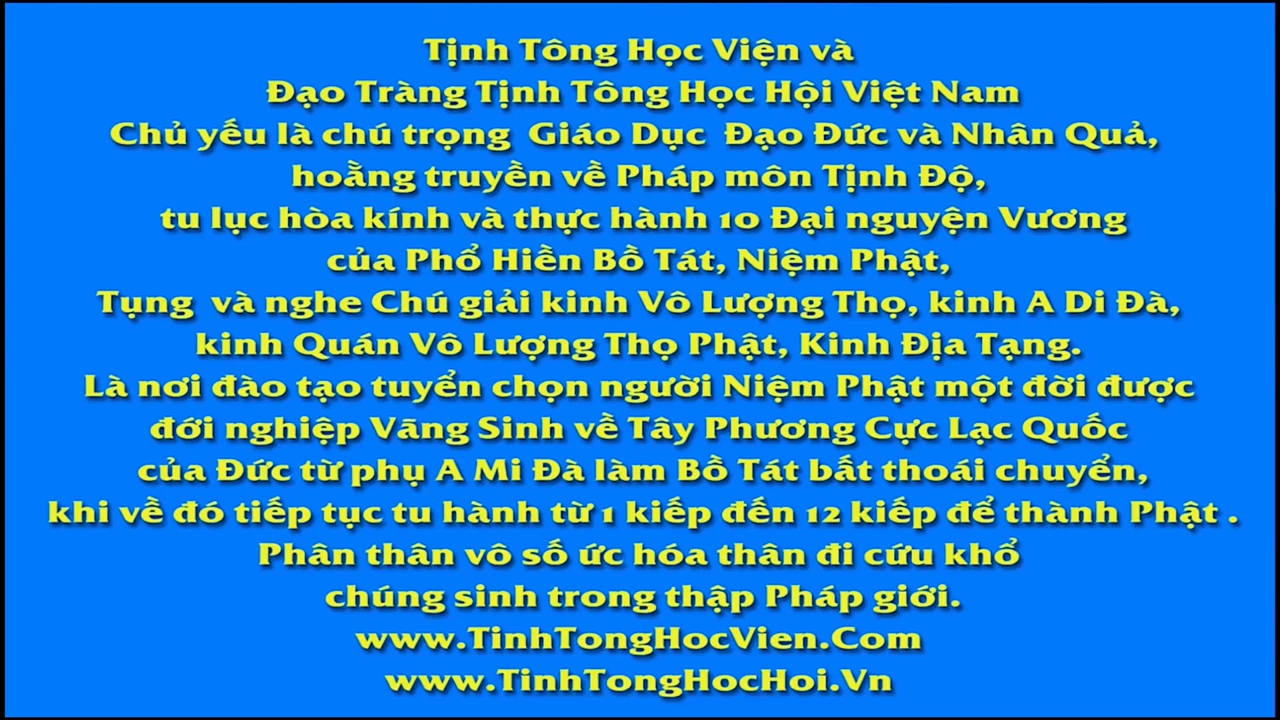 Tịnh Tông Học Viện và
Đạo Tràng Tịnh Tông Học Hội Việt Nam
Chủ yếu là chú trọng Giáo Dục Đạo Đức và Nhân Quả,
hoằng truyền về Pháp môn Tịnh Độ,
tu lục hòa kính và thực hành 10 Đại nguyện Vương
của Phổ Hiền Bồ Tát, Niệm Phật,
Tụng và nghe Chú giải kinh Vô Lượng Thọ, kinh A Di Đà,
kinh Quán Vô Lượng Thọ Phật, Kinh Địa Tạng.
Là nơi đào tạo tuyển chọn người Niệm Phật một đời được
đới nghiệp Vãng Sinh về Tây Phương Cực Lạc Quốc
của Đức từ phụ A Mi Đà làm Bồ Tát bất thoái chuyển,
khi về đó tiếp tục tu hành từ 1 kiếp đến 12 kiếp để thành Phật .
Phân thân vô số ức hóa thân đi cứu khổ
chúng sinh trong thập Pháp giới.
www.TinhTongHocVien.Com
www.TinhTongHocHoi.Vn